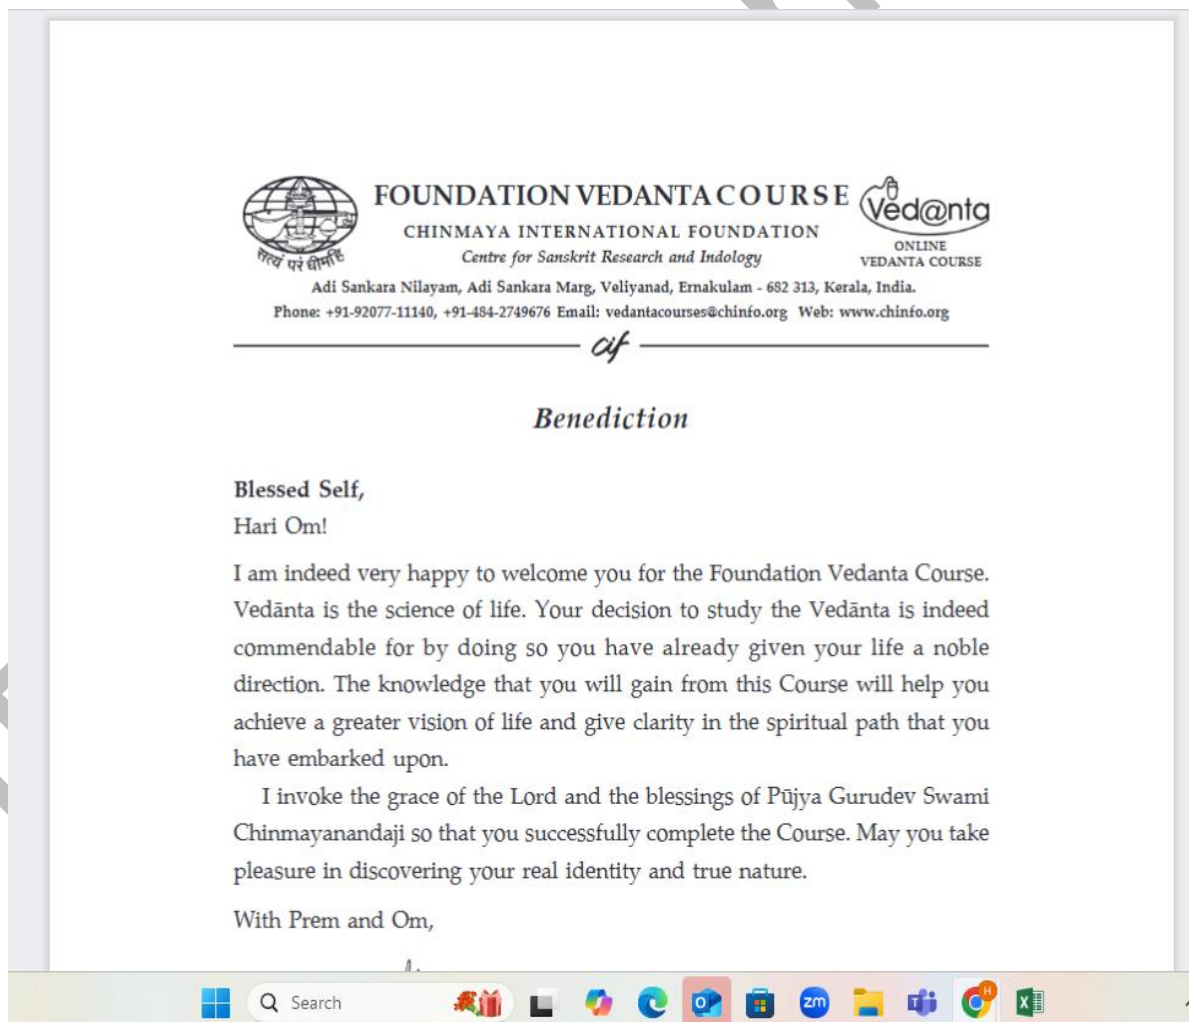 FOUNDATION VEDANTA COURSE
Ved@nta
CHINMAYA INTERNATIONAL FOUNDATION
ONLINE
Centre for Sanskrit Research and Indology
VEDANTA COURSE
सत्यं परं धीमहि
Adi Sankara Nilayam, Adi Sankara Marg, Veliyanad, Ernakulam - 682 313, Kerala, India.
Phone: +91-92077-11140, +91-484-2749676 Email: vedantacourses@chinfo.org Web: www.chinfo.org
cif
Benediction
Blessed Self,
Hari Om!
I am indeed very happy to welcome you for the Foundation Vedanta Course.
Vedānta is the science of life. Your decision to study the Vedānta is indeed
commendable for by doing so you have already given your life a noble
direction. The knowledge that you will gain from this Course will help you
achieve a greater vision of life and give clarity in the spiritual path that you
have embarked upon.
I invoke the grace of the Lord and the blessings of Pūjya Gurudev Swami
Chinmayanandaji so that you successfully complete the Course. May you take
pleasure in discovering your real identity and true nature.
With Prem and Om,
Search
zm
H